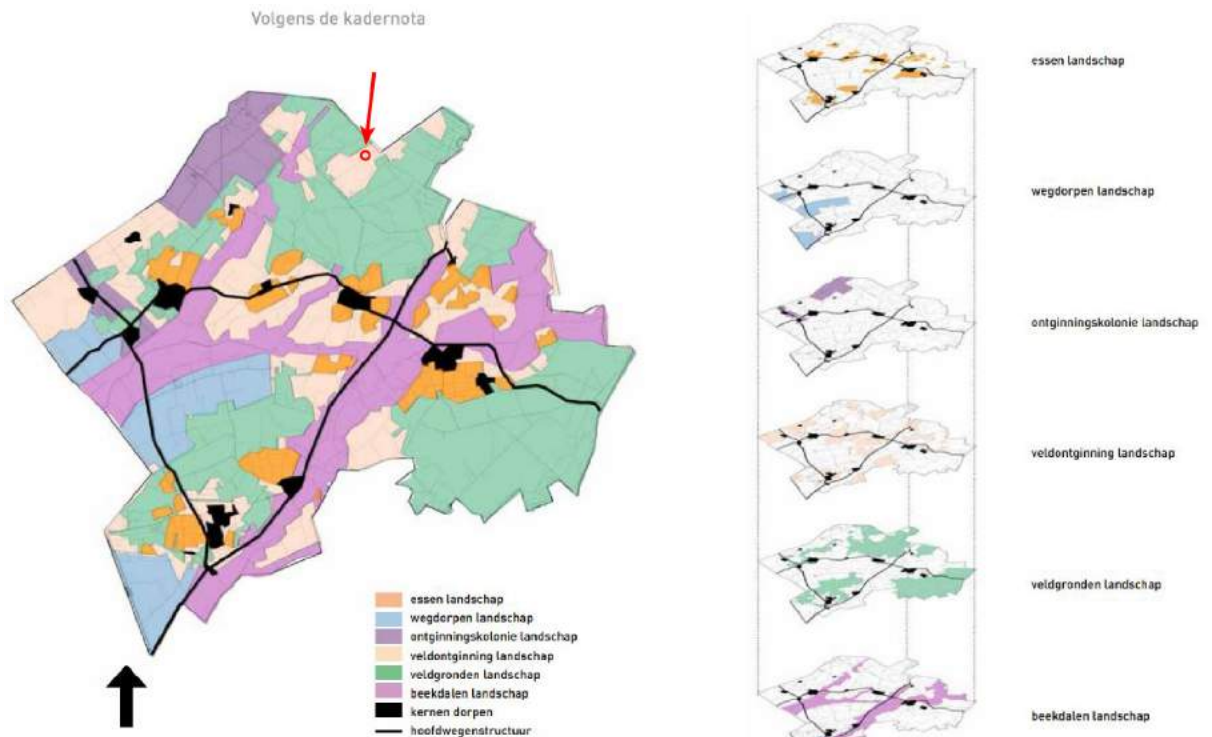 Volgens de kadernota
essen landschap
wegdorpen landschap
ontginningskolonie landschap
veldontginning landschap
veldgronden landschap
beekdalen landschap
kernen dorpen
hoofdwegenstructuur
essen landschap
wegdorpen landschap
ontginningskolonie landschap
veldontginning landschap
veldgronden landschap
beekdalen landschap